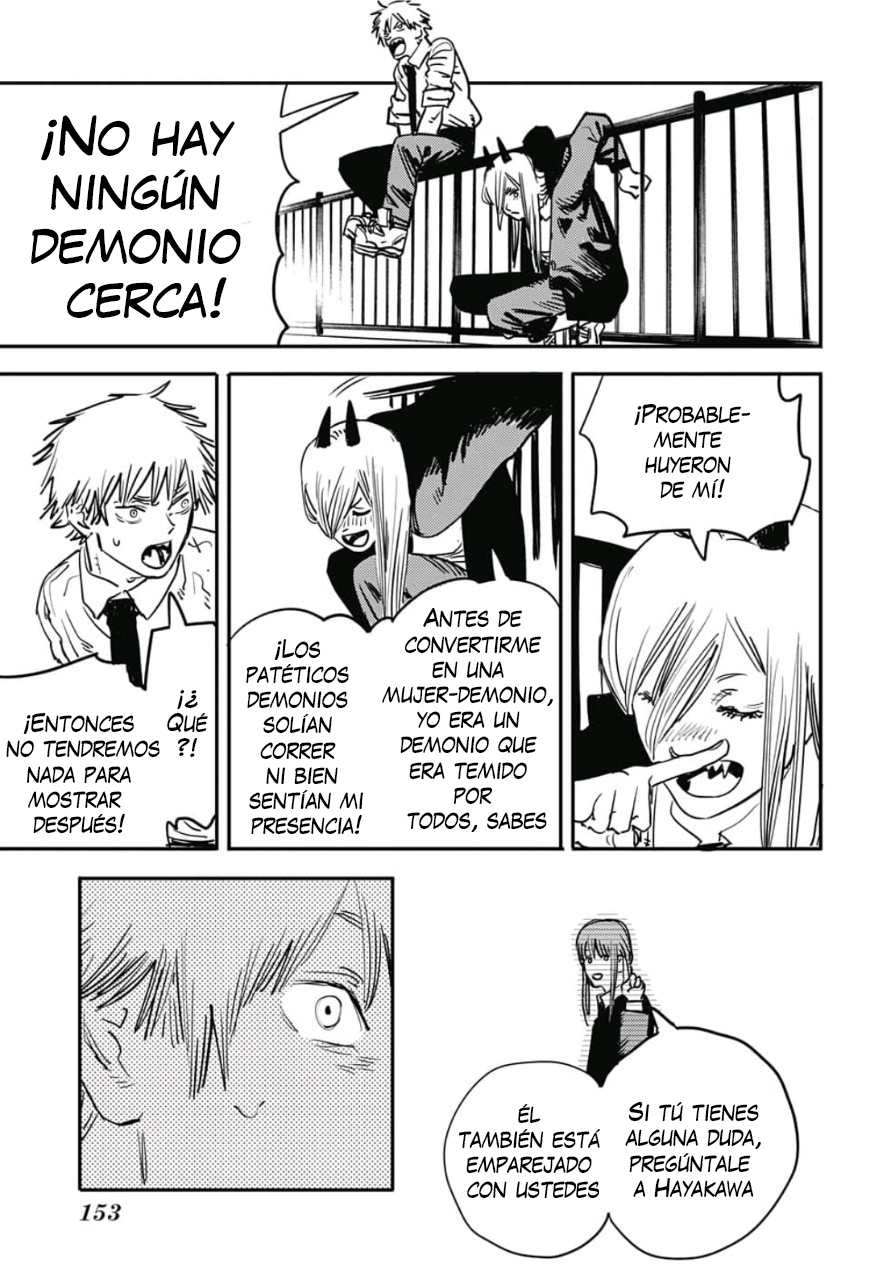 ¡No hay
ningún
demonio
cerca!
¡Probable-
mente
huyeron
de mí!
Antes de
convertirme
en una
mujer-demonio,
yo era un
demonio que
era temido
por
todos, sabes
¡Los
patéticos
demonios
solían
correr
ni bien
sentían mi
presencia!
¡¿
Qué
?!
¡Entonces
no tendremos
nada para
mostrar
después!
Si tú tienes
alguna duda,
pregúntale
a Hayakawa
Él
también está
emparejado
con ustedes
153